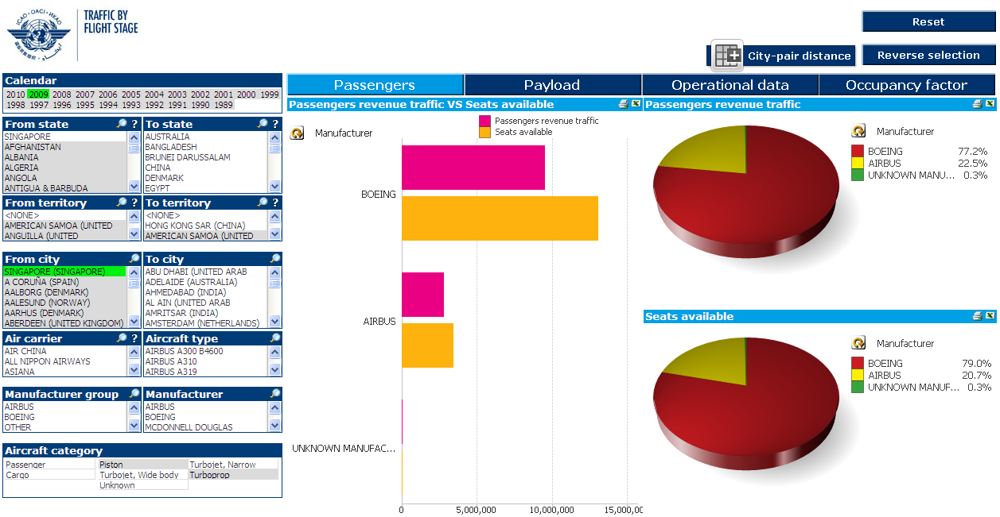 ICAO · OACI · ИКАО
TRAFFIC BY
FLIGHT STAGE
Reset
City-pair distance
Reverse selection
Calendar
2010 2009 2008 2007 2006 2005 2004 2003 2002 2001 2000 1999
1998 1997 1996 1995 1994 1993 1992 1991 1990 1989
From state ?
SINGAPORE
AFGHANISTAN
ALBANIA
ALGERIA
ANGOLA
ANTIGUA & BARBUDA
To state ?
AUSTRALIA
BANGLADESH
BRUNEI DARUSSALAM
CHINA
DENMARK
EGYPT
From territory ?
<NONE>
AMERICAN SAMOA (UNITED
ANGUILLA (UNITED
To territory ?
<NONE>
HONG KONG SAR (CHINA)
AMERICAN SAMOA (UNITED
From city
SINGAPORE (SINGAPORE)
A CORUÑA (SPAIN)
AALBORG (DENMARK)
AALESUND (NORWAY)
AARHUS (DENMARK)
ABERDEEN (UNITED KINGDOM)
To city
ABU DHABI (UNITED ARAB
ADELAIDE (AUSTRALIA)
AHMEDABAD (INDIA)
AL AIN (UNITED ARAB
AMRITSAR (INDIA)
AMSTERDAM (NETHERLANDS)
Air carrier ?
AIR CHINA
ALL NIPPON AIRWAYS
ASIANA
Aircraft type
AIRBUS A300 B4600
AIRBUS A310
AIRBUS A319
Manufacturer group
AIRBUS
BOEING
OTHER
Manufacturer
AIRBUS
BOEING
MCDONNELL DOUGLAS
Aircraft category
Passenger Piston Turbojet, Narrow
Cargo Turbojet, Wide body Turboprop
Unknown
Passengers Payload Operational data Occupancy factor
Passengers revenue traffic VS Seats available
Manufacturer
Passengers revenue traffic
Seats available
BOEING
AIRBUS
UNKNOWN MANUFAC...
0 5,000,000 10,000,000 15,000,00
Passengers revenue traffic
Manufacturer
BOEING 77.2%
AIRBUS 22.5%
UNKNOWN MANU... 0.3%
Seats available
Manufacturer
BOEING 79.0%
AIRBUS 20.7%
UNKNOWN MANUF... 0.3%